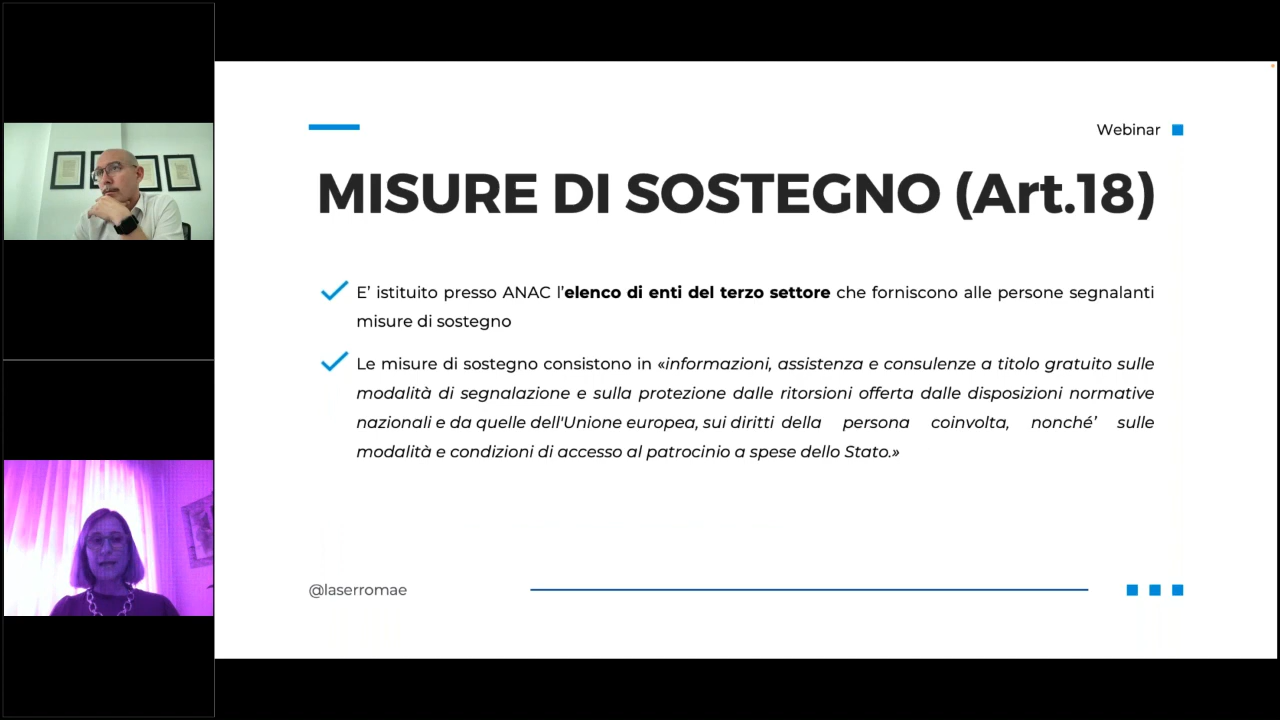 Webinar
MISURE DI SOSTEGNO (Art.18)
E’ istituito presso ANAC l’elenco di enti del terzo settore che forniscono alle persone segnalanti
misure di sostegno
Le misure di sostegno consistono in «informazioni, assistenza e consulenze a titolo gratuito sulle
modalità di segnalazione e sulla protezione dalle ritorsioni offerta dalle disposizioni normative
nazionali e da quelle dell'Unione europea, sui diritti della persona coinvolta, nonché’ sulle
modalità e condizioni di accesso al patrocinio a spese dello Stato.»
@laserromae